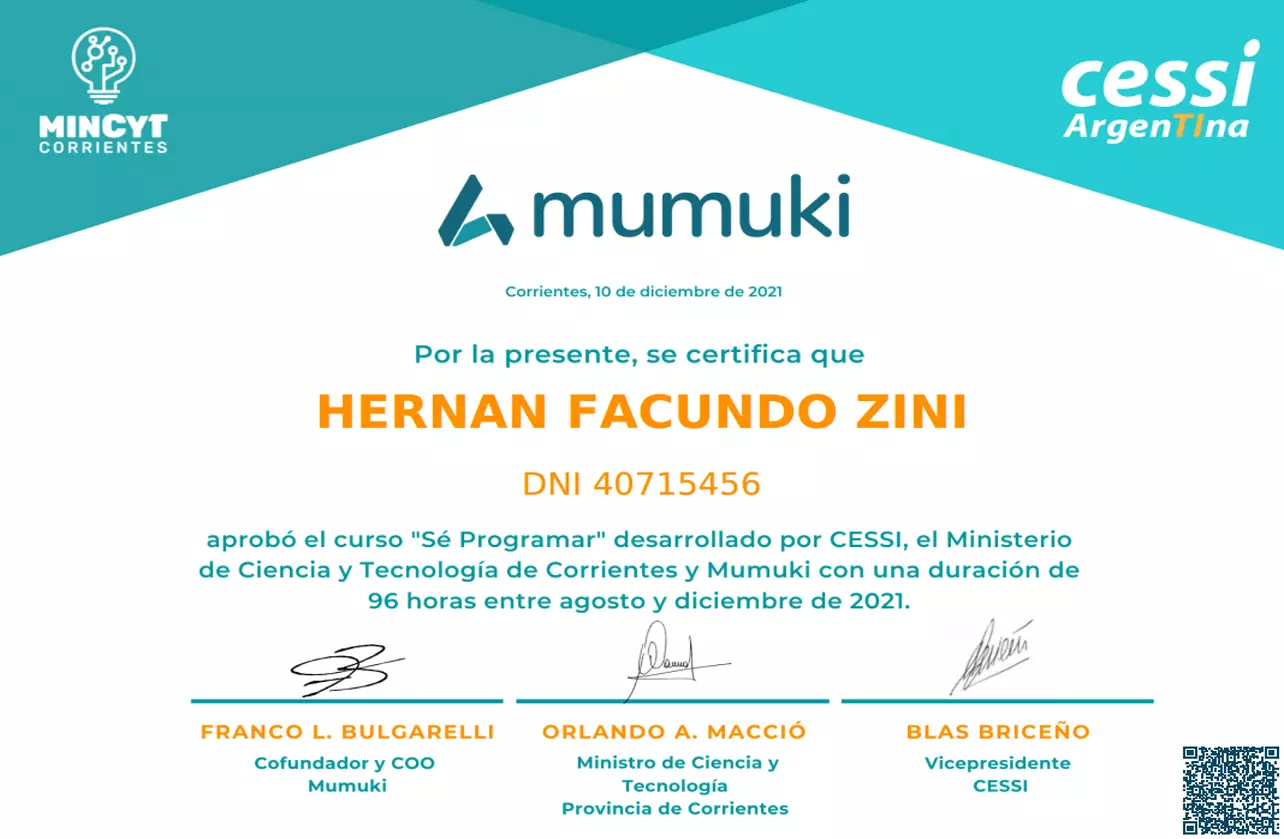 MINCYT
CORRIENTES
cessi
ArgenTIna
mumuki
Corrientes, 10 de diciembre de 2021
Por la presente, se certifica que
HERNAN FACUNDO ZINI
DNI 40715456
aprobó el curso "Sé Programar" desarrollado por CESSI, el Ministerio
de Ciencia y Tecnología de Corrientes y Mumuki con una duración de
96 horas entre agosto y diciembre de 2021.
FRANCO L. BULGARELLI
Cofundador y COO
Mumuki
ORLANDO A. MACCIÓ
Ministro de Ciencia y
Tecnología
Provincia de Corrientes
BLAS BRICEÑO
Vicepresidente
CESSI